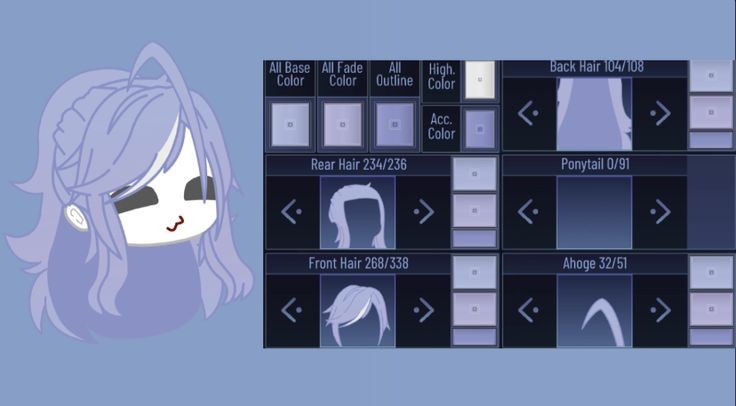 All Base
Color
All Fade
Color
All
Outline
High.
Color
Acc.
Color
Back Hair 104/108
Rear Hair 234/236
Ponytail 0/91
Front Hair 268/338
Ahoge 32/51